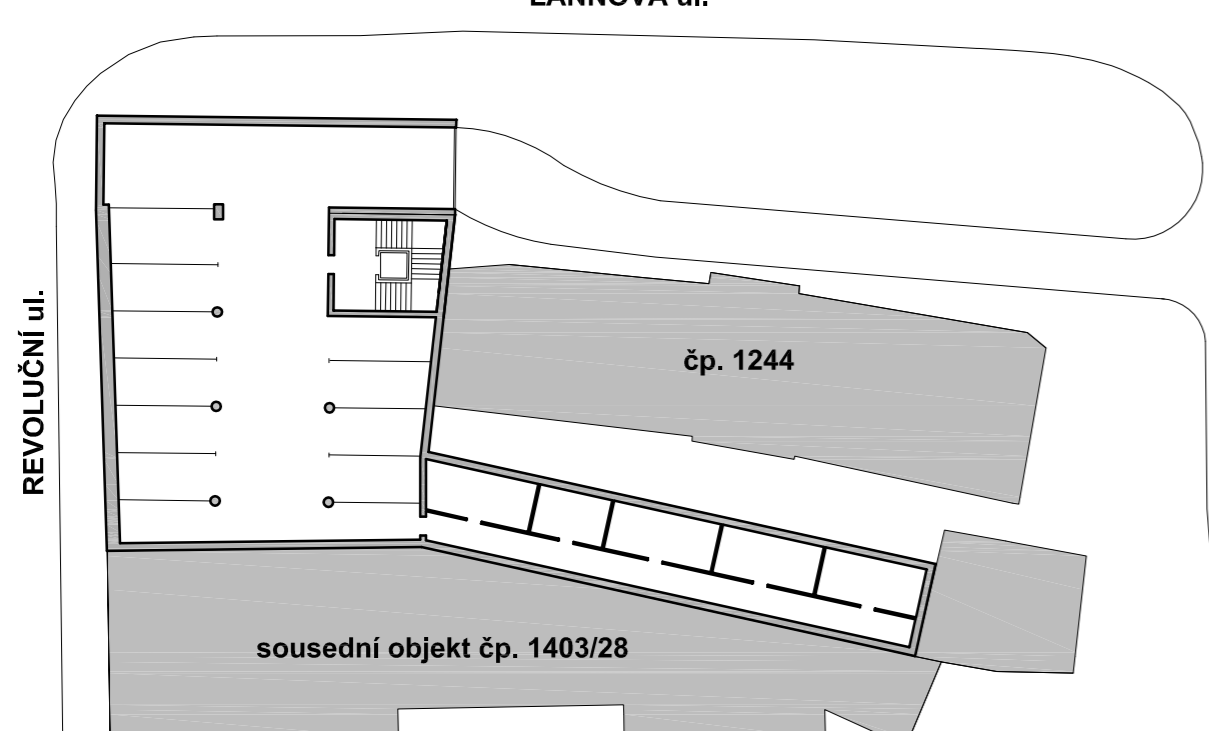 LANNOVA ul.
REVOLUČNÍ ul.
čp. 1244
sousední objekt čp. 1403/28